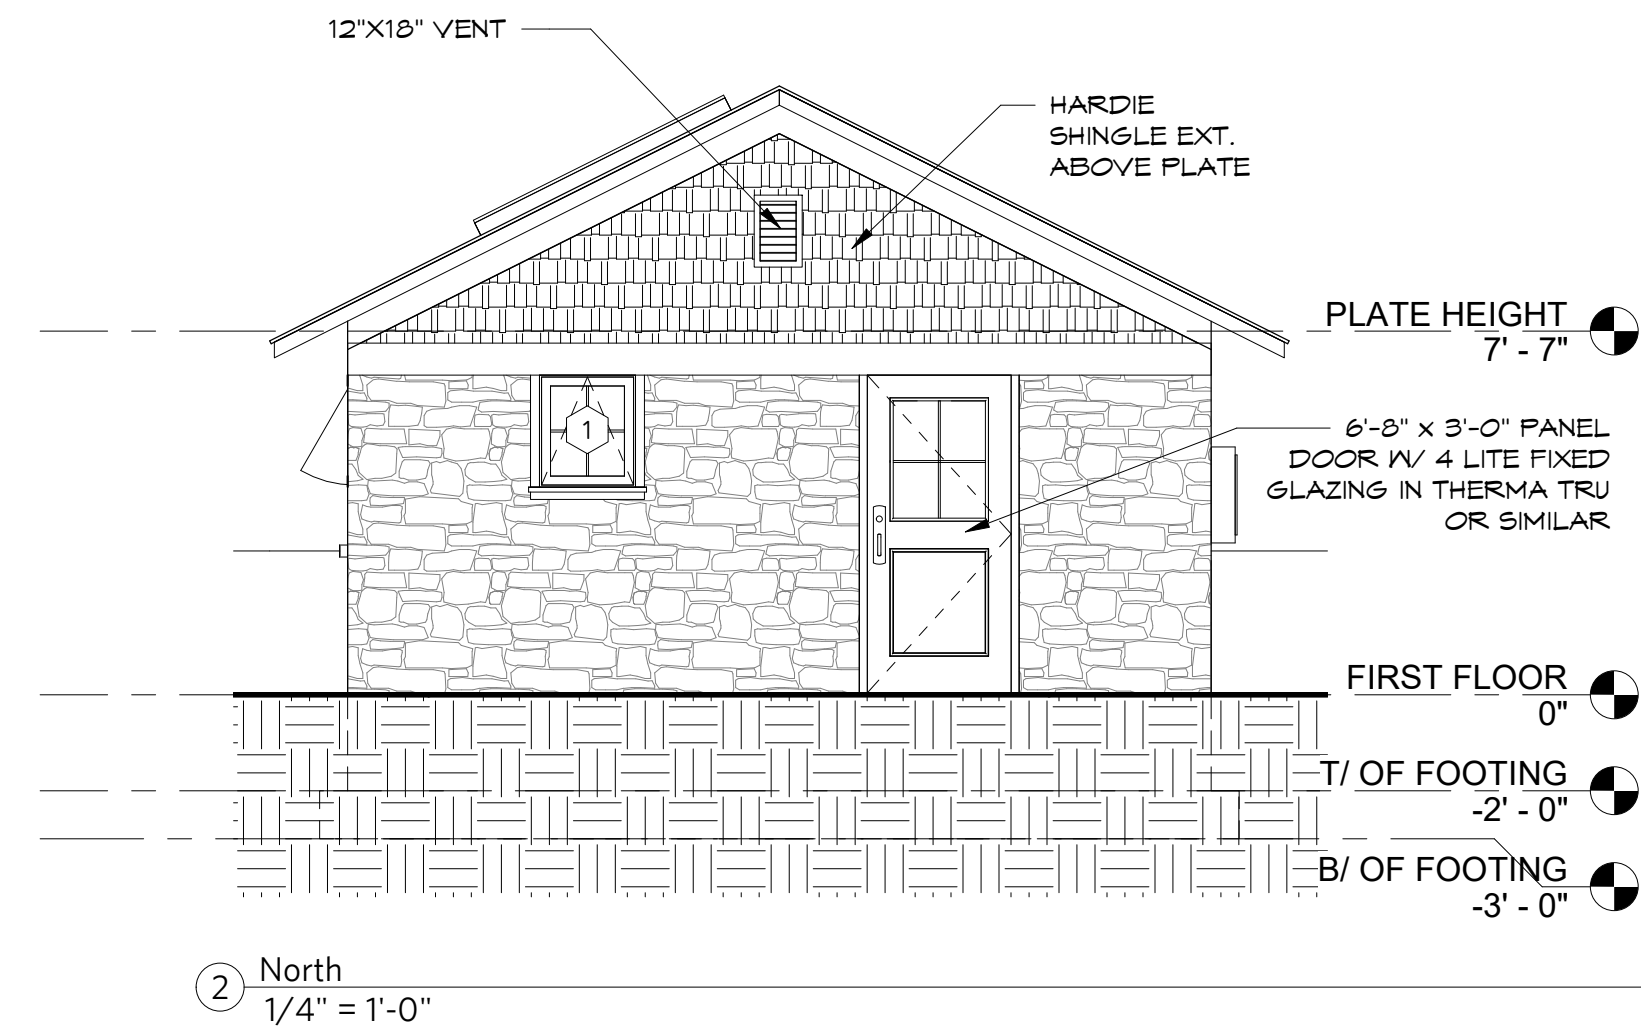 12"X18" VENT
HARDIE
SHINGLE EXT.
ABOVE PLATE
PLATE HEIGHT
7' - 7"
6'-8" x 3'-0" PANEL
DOOR W/ 4 LITE FIXED
GLAZING IN THERMA TRU
OR SIMILAR
1
FIRST FLOOR
0"
T/ OF FOOTING
-2' - 0"
B/ OF FOOTING
-3' - 0"
2
North
1/4" = 1'-0"